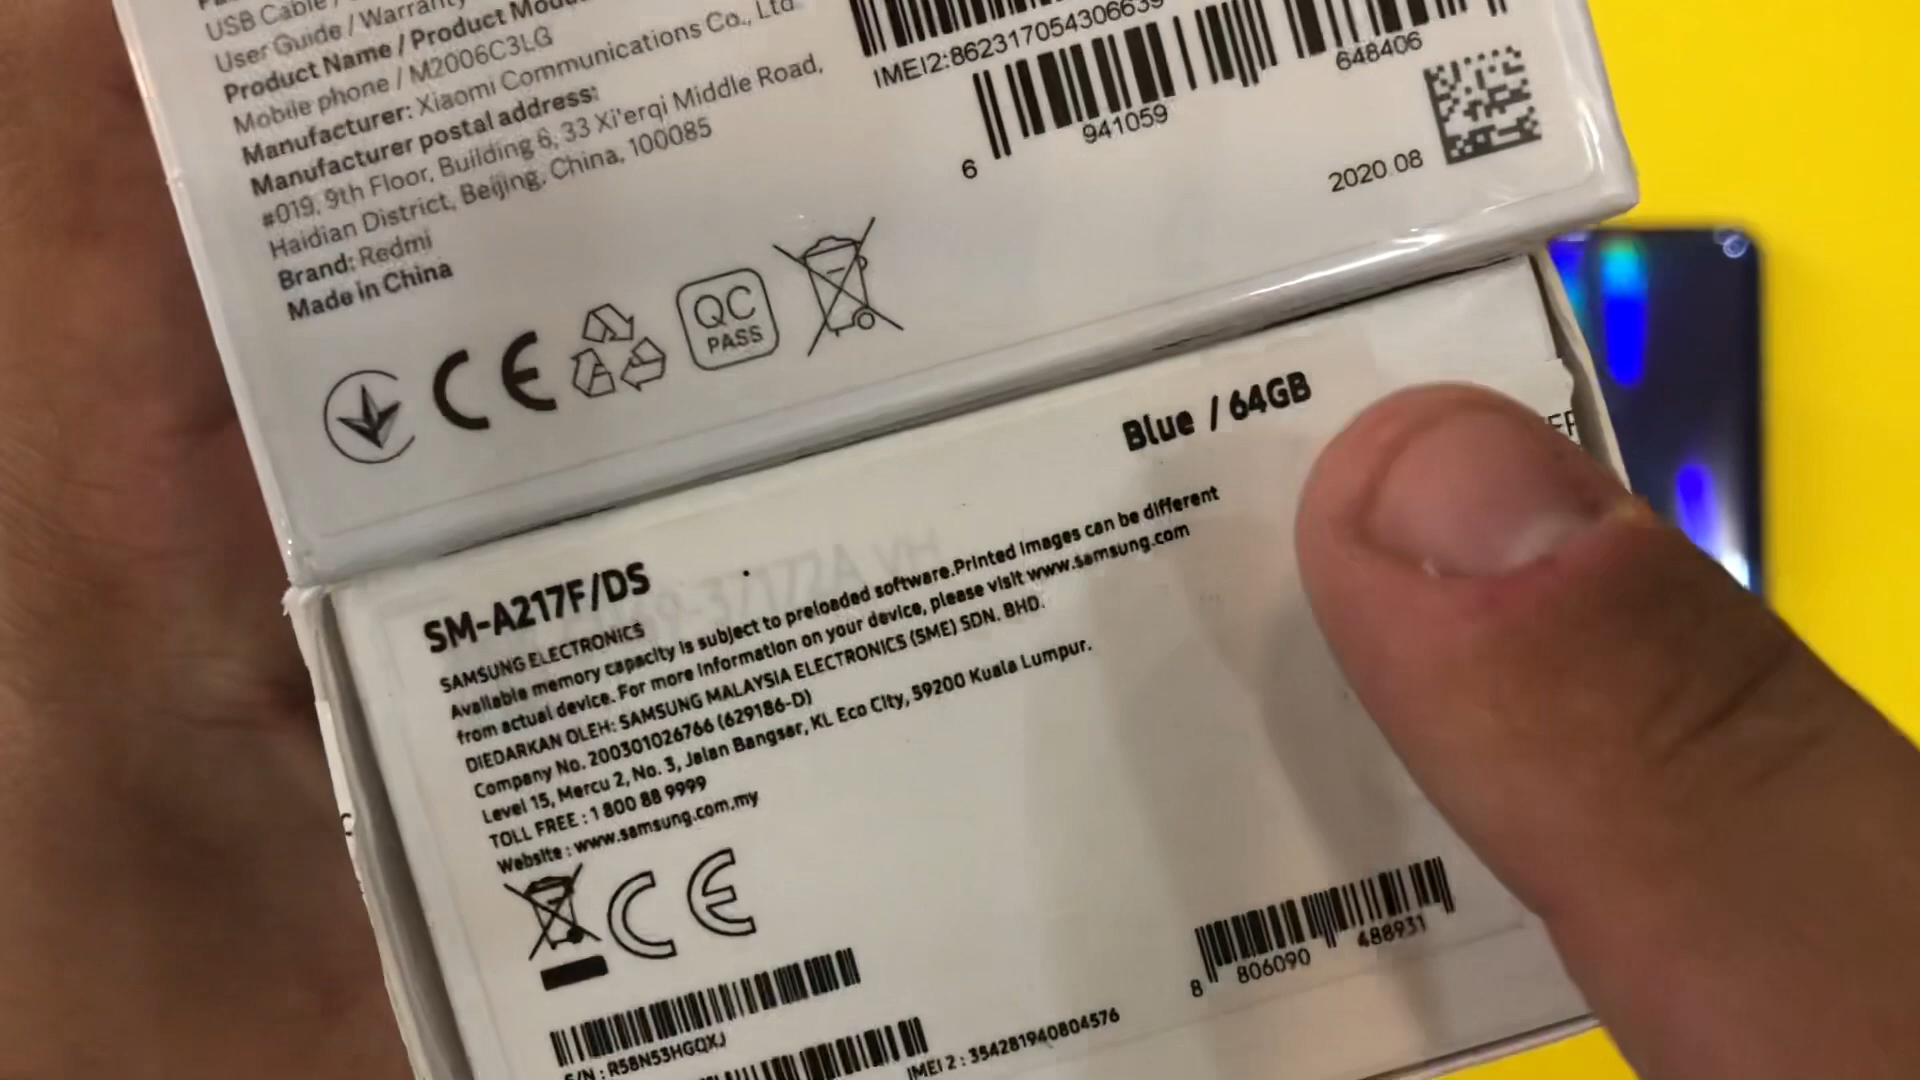 USB Cable /
User Guide / Warranty
Product Name / Product Model:
Mobile phone / M2006C3LG
Manufacturer: Xiaomi Communications Co., Ltd.
Manufacturer postal address:
#019, 9th Floor, Building 6, 33 Xi'erqi Middle Road,
Haidian District, Beijing, China, 100085
Brand: Redmi
Made in China
CE
QC
PASS
IMEI2:862317054306639
6 941059 648406
2020.08
Blue / 64GB
SM-A217F/DS
SAMSUNG ELECTRONICS
Available memory capacity is subject to preloaded software.Printed images can be different
from actual device. For more information on your device, please visit www.samsung.com
DIEDARKAN OLEH: SAMSUNG MALAYSIA ELECTRONICS (SME) SDN. BHD.
Company No. 200301026766 (629186-D)
Level 15, Mercu 2, No. 3, Jalan Bangsar, KL Eco City, 59200 Kuala Lumpur.
TOLL FREE : 1 800 88 9999
Website : www.samsung.com.my
CE
S/N : R58N53HGQXJ
8 806090 488931
IMEI 2 : 354281940804576